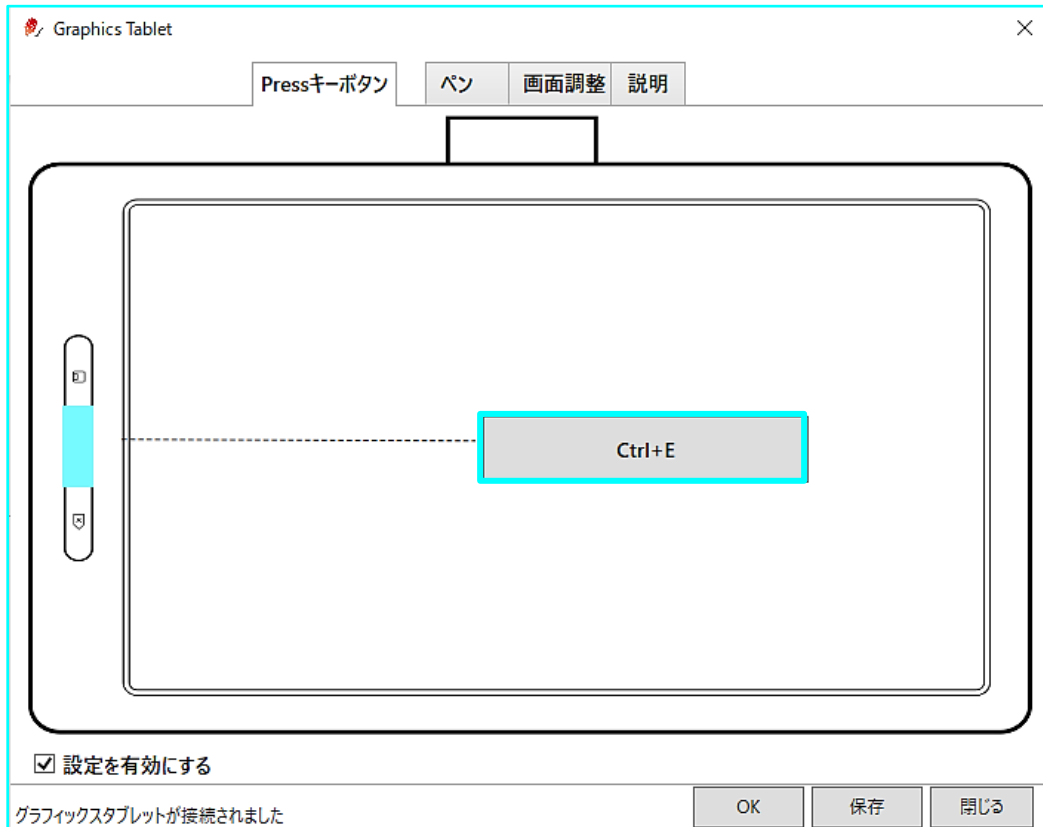 Graphics Tablet
Pressキーボタン ペン 画面調整 説明
Ctrl+E
設定を有効にする
グラフィックスタブレットが接続されました OK 保存 閉じる